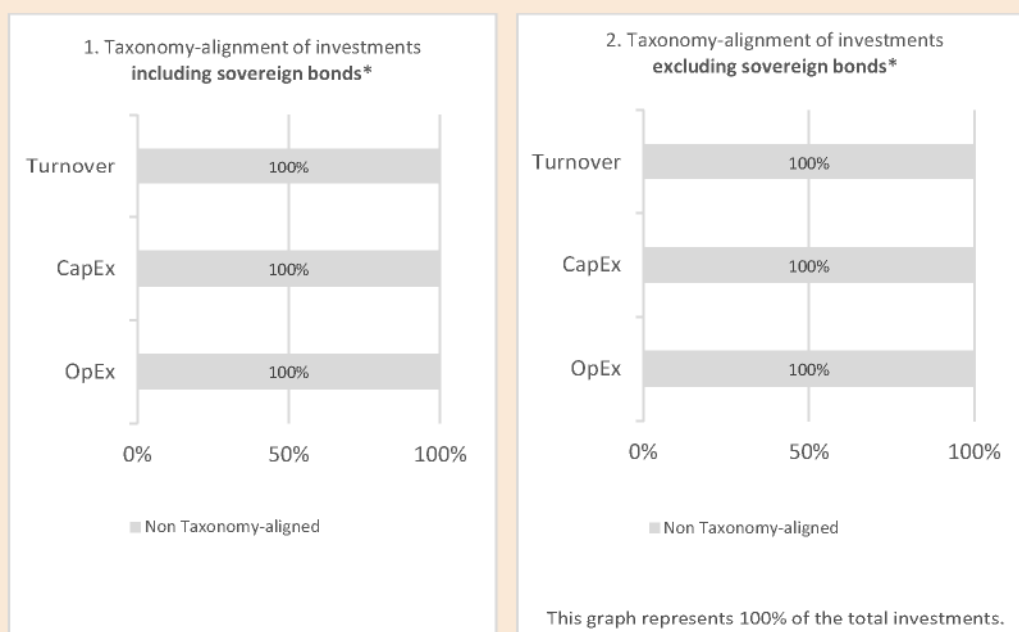 1. Taxonomy-alignment of investments
including sovereign bonds*
Turnover
100%
CapEx
100%
OpEx
100%
0%
50%
100%
Non Taxonomy-aligned
2. Taxonomy-alignment of investments
excluding sovereign bonds*
Turnover
100%
CapEx
100%
OpEx
100%
0%
50%
100%
Non Taxonomy-aligned
This graph represents 100% of the total investments.